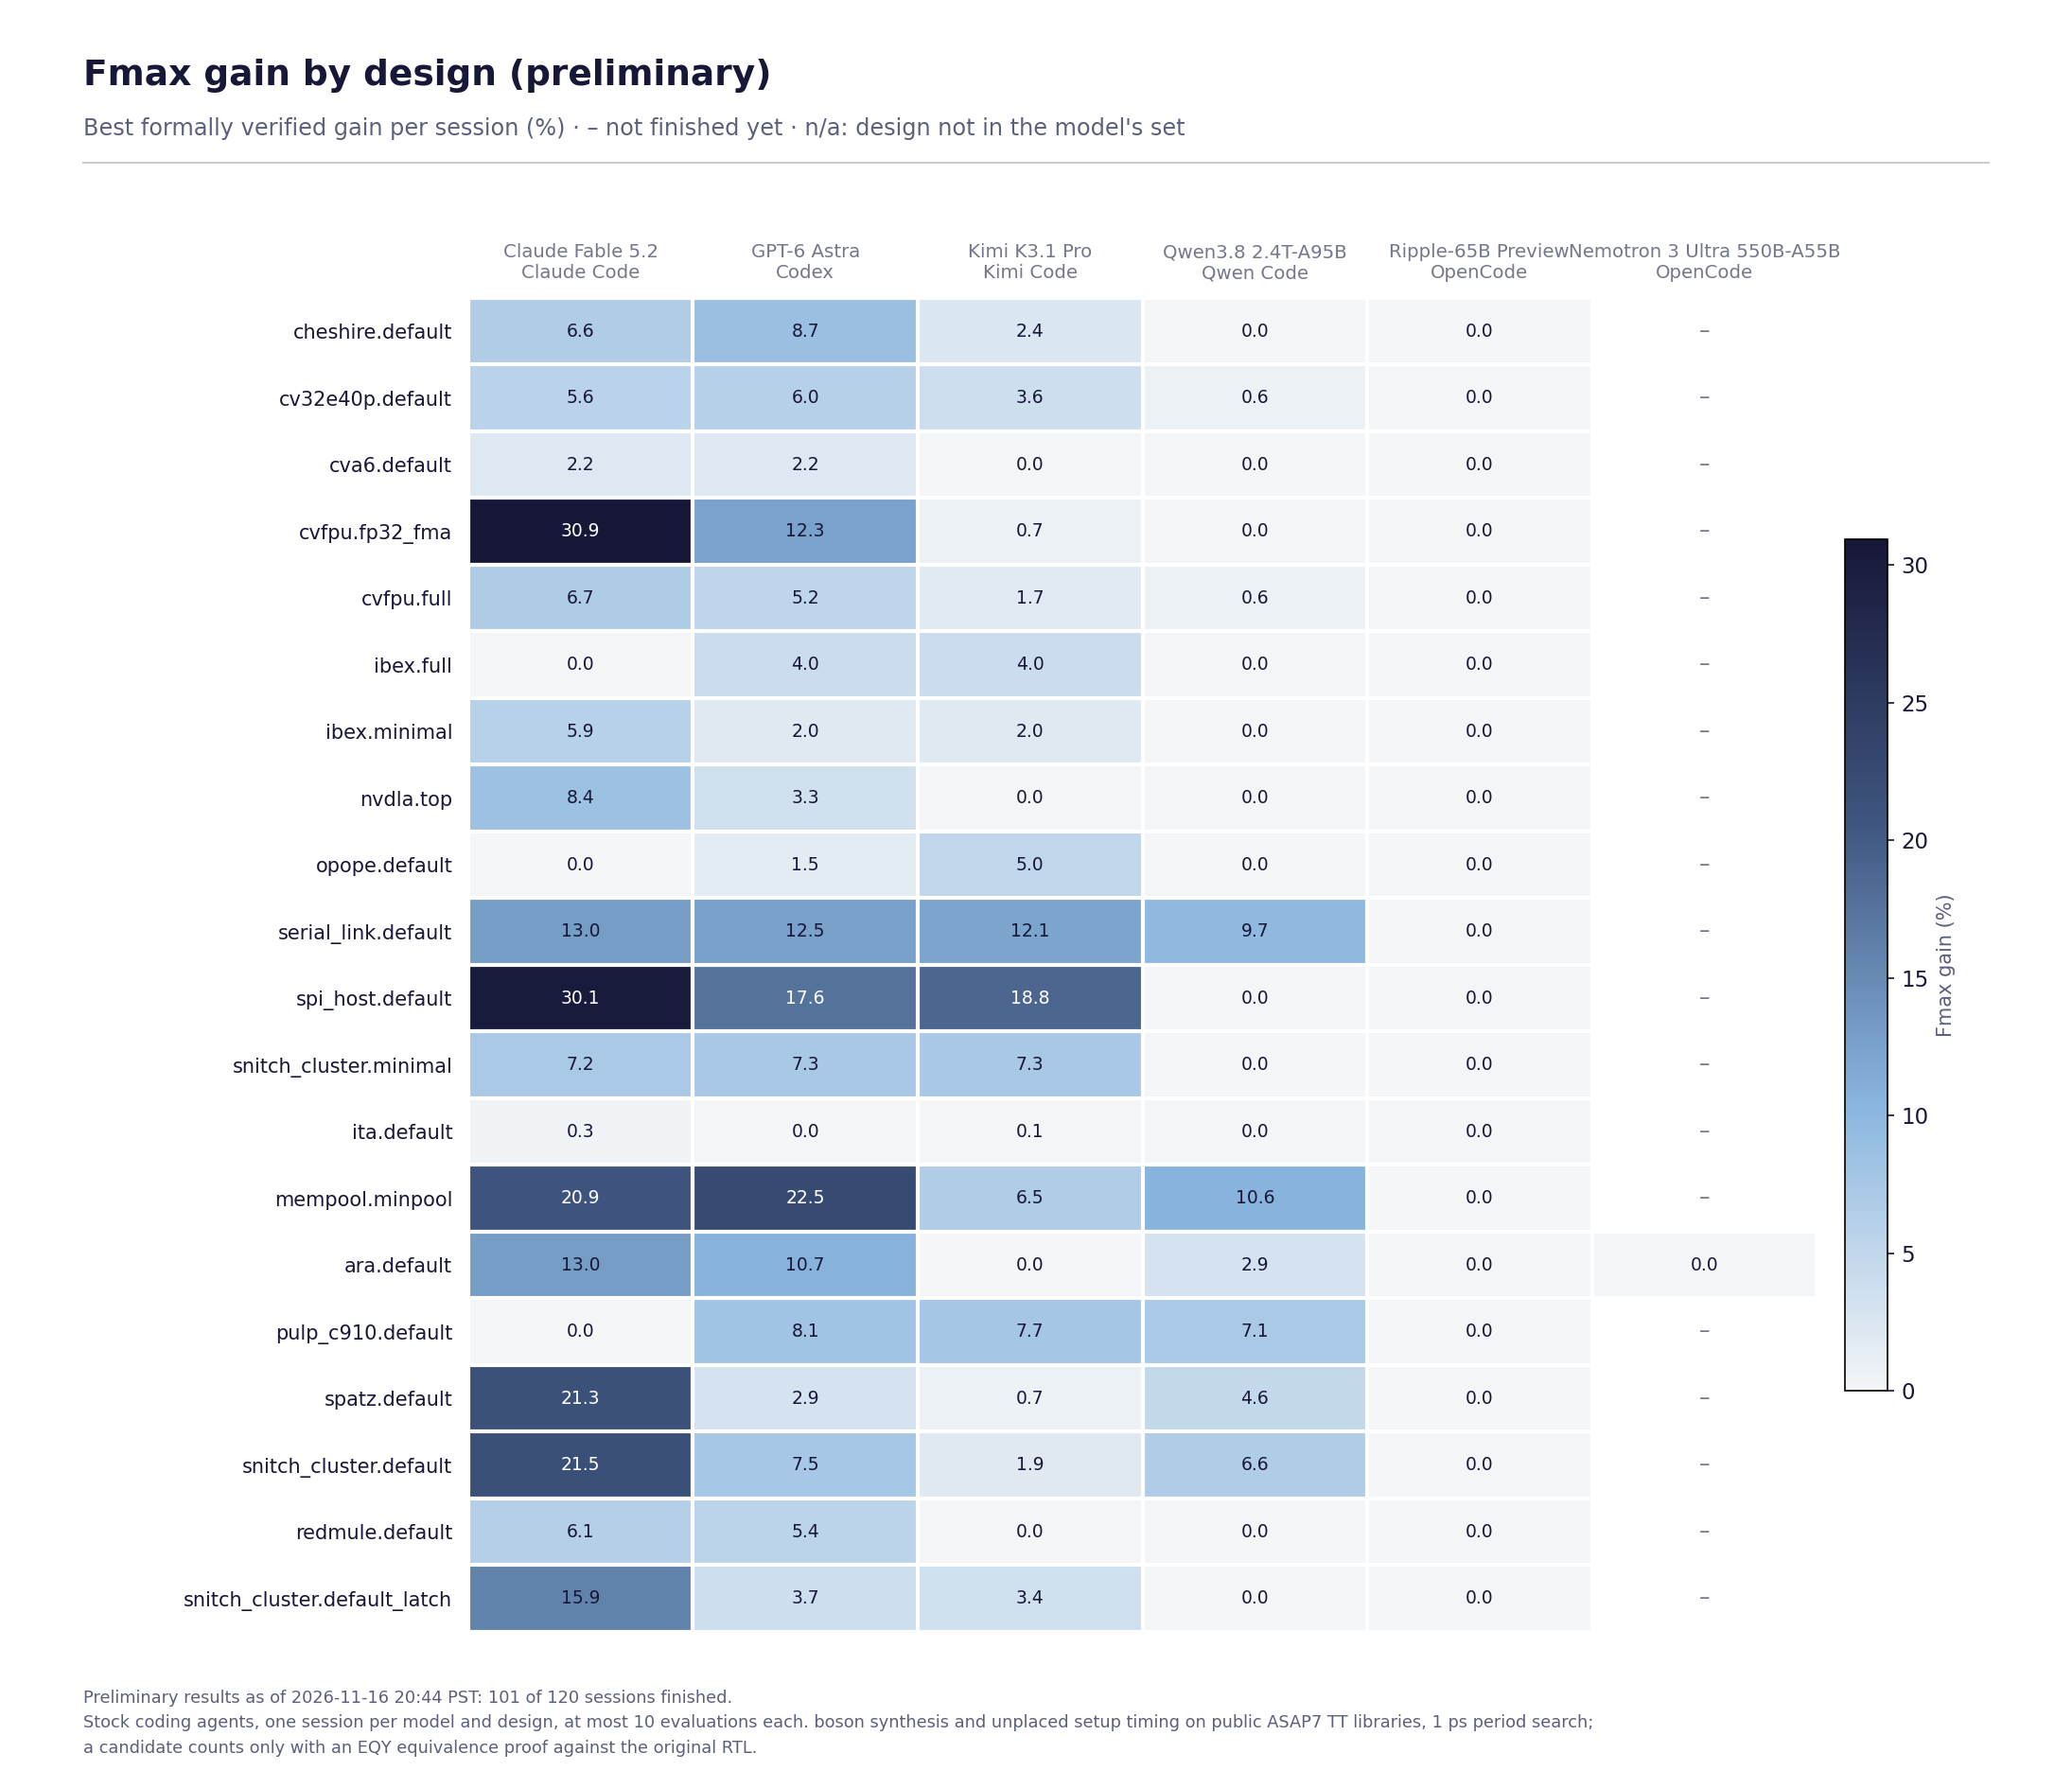 Fmax gain by design (preliminary)
Best formally verified gain per session (%) · – not finished yet · n/a: design not in the model's set
Claude Fable 5.2 GPT-6 Astra Kimi K3.1 Pro Qwen3.8 2.4T-A95B Ripple-65B Preview Nemotron 3 Ultra 550B-A55B
Claude Code Codex Kimi Code Qwen Code OpenCode OpenCode
cheshire.default 6.6 8.7 2.4 0.0 0.0 –
cv32e40p.default 5.6 6.0 3.6 0.6 0.0 –
cva6.default 2.2 2.2 0.0 0.0 0.0 –
cvfpu.fp32_fma 30.9 12.3 0.7 0.0 0.0 –
cvfpu.full 6.7 5.2 1.7 0.6 0.0 –
ibex.full 0.0 4.0 4.0 0.0 0.0 –
ibex.minimal 5.9 2.0 2.0 0.0 0.0 –
nvdla.top 8.4 3.3 0.0 0.0 0.0 –
opope.default 0.0 1.5 5.0 0.0 0.0 –
serial_link.default 13.0 12.5 12.1 9.7 0.0 –
spi_host.default 30.1 17.6 18.8 0.0 0.0 –
snitch_cluster.minimal 7.2 7.3 7.3 0.0 0.0 –
ita.default 0.3 0.0 0.1 0.0 0.0 –
mempool.minpool 20.9 22.5 6.5 10.6 0.0 –
ara.default 13.0 10.7 0.0 2.9 0.0 0.0
pulp_c910.default 0.0 8.1 7.7 7.1 0.0 –
spatz.default 21.3 2.9 0.7 4.6 0.0 –
snitch_cluster.default 21.5 7.5 1.9 6.6 0.0 –
redmule.default 6.1 5.4 0.0 0.0 0.0 –
snitch_cluster.default_latch 15.9 3.7 3.4 0.0 0.0 –
30
25
20
15
10
5
0
Fmax gain (%)
Preliminary results as of 2026-11-16 20:44 PST: 101 of 120 sessions finished.
Stock coding agents, one session per model and design, at most 10 evaluations each. boson synthesis and unplaced setup timing on public ASAP7 TT libraries, 1 ps period search;
a candidate counts only with an EQY equivalence proof against the original RTL.